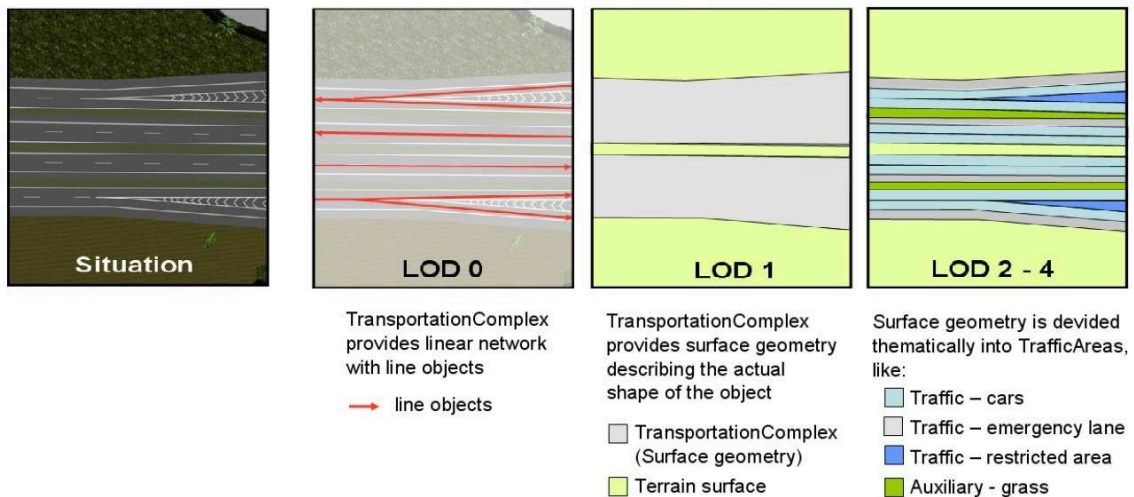 Situation
LOD 0
LOD 1
LOD 2 - 4
TransportationComplex
provides linear network
with line objects
line objects
TransportationComplex
provides surface geometry
describing the actual
shape of the object
TransportationComplex
(Surface geometry)
Terrain surface
Surface geometry is devided
thematically into TrafficAreas,
like:
Traffic – cars
Traffic – emergency lane
Traffic – restricted area
Auxiliary - grass